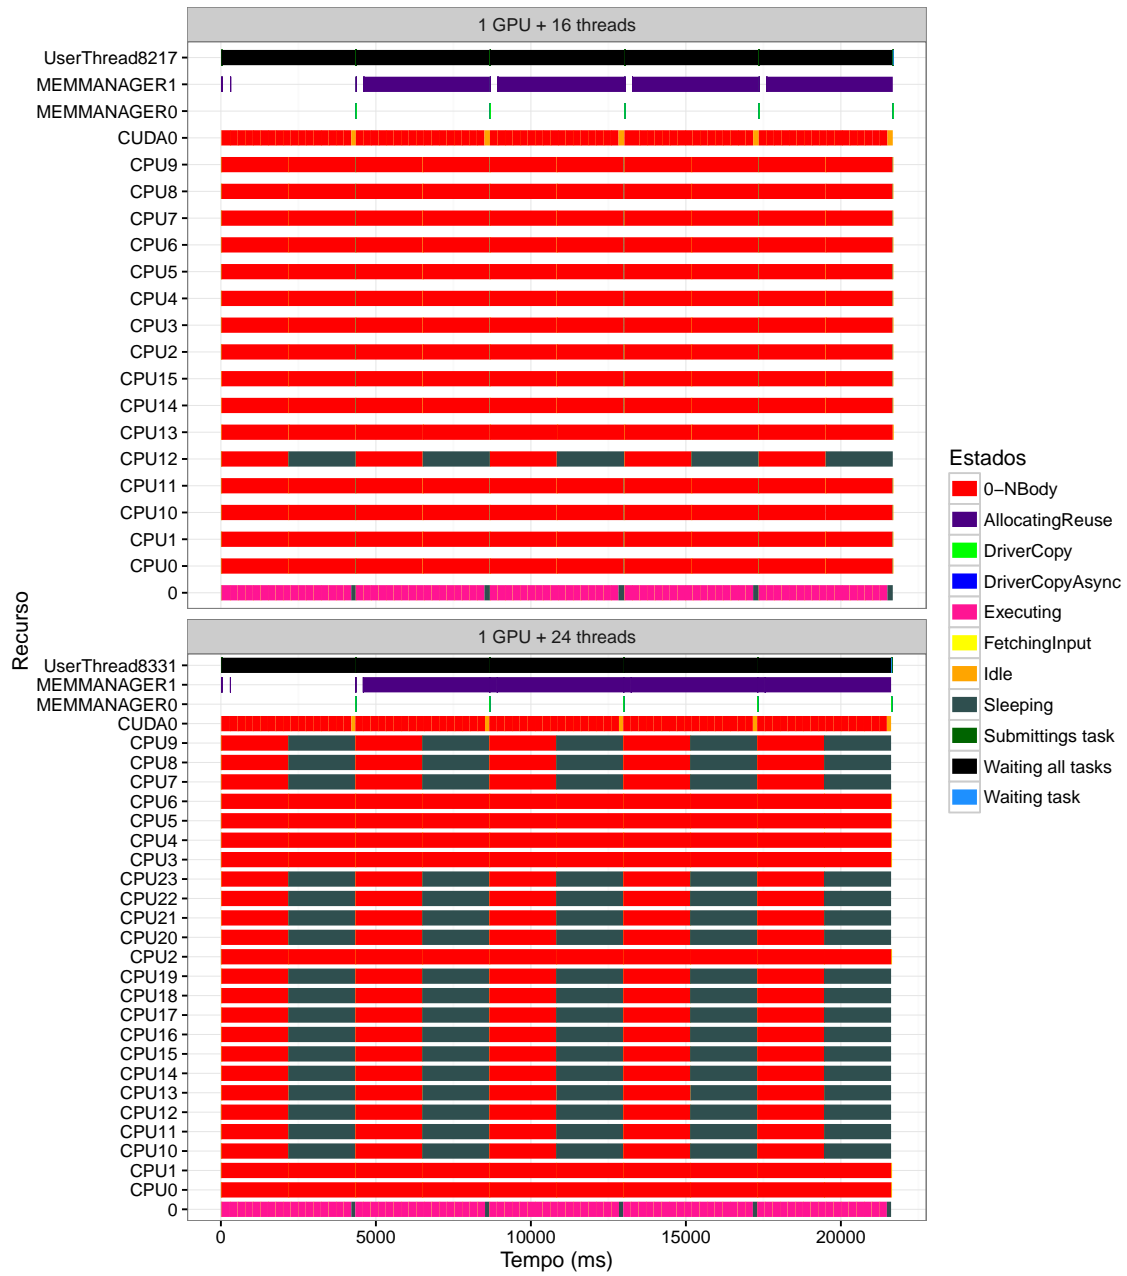 1 GPU + 16 threads
UserThread8217
MEMMANAGER1
MEMMANAGER0
CUDA0
CPU9
CPU8
CPU7
CPU6
CPU5
CPU4
CPU3
CPU2
CPU15
CPU14
CPU13
CPU12
CPU11
CPU10
CPU1
CPU0
0
Recurso
1 GPU + 24 threads
UserThread8331
MEMMANAGER1
MEMMANAGER0
CUDA0
CPU9
CPU8
CPU7
CPU6
CPU5
CPU4
CPU3
CPU23
CPU22
CPU21
CPU20
CPU2
CPU19
CPU18
CPU17
CPU16
CPU15
CPU14
CPU13
CPU12
CPU11
CPU10
CPU1
CPU0
0
0 5000 10000 15000 20000
Tempo (ms)
Estados
0−NBody
AllocatingReuse
DriverCopy
DriverCopyAsync
Executing
FetchingInput
Idle
Sleeping
Submittings task
Waiting all tasks
Waiting task